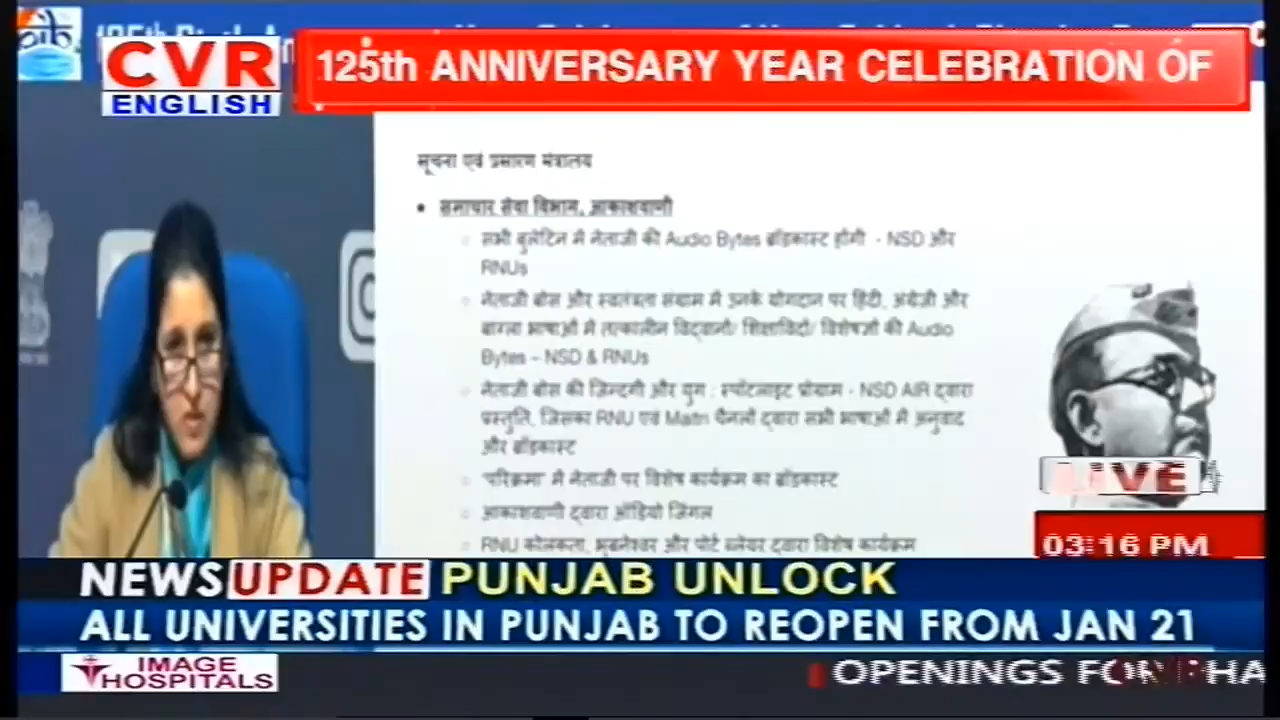 pib
CVR
ENGLISH
125th ANNIVERSARY YEAR CELEBRATION OF
सूचना एवं प्रसारण मंत्रालय
• समाचार सेवा विभाग, आकाशवाणी
सभी बुलेटिन में नेताजी की Audio Bytes ब्रॉडकास्ट होंगी - NSD और
RNUs
नेताजी बोस और स्वतंत्रता संग्राम में उनके योगदान पर हिंदी, अंग्रेजी और
बाग्ला भाषाओं में तत्कालीन विद्वानों/ शिक्षाविदों/ विशेषज्ञों की Audio
Bytes – NSD & RNUs
नेताजी बोस की जिन्दगी और युग : स्पॉटलाइट प्रोग्राम - NSD AIR द्वारा
प्रस्तुति, जिसका RNU एवं Maitri चैनलों द्वारा सभी भाषाओं में अनुवाद
और ब्रॉडकास्ट
'परिक्रमा' में नेताजी पर विशेष कार्यक्रम का ब्रॉडकास्ट
आकाशवाणी द्वारा ऑडियो जिंगल
RNU कोलकता, भुबनेश्वर और पोर्ट ब्लेयर द्वारा विशेष कार्यक्रम
LIVE
03:16 PM
NEWS UPDATE PUNJAB UNLOCK
ALL UNIVERSITIES IN PUNJAB TO REOPEN FROM JAN 21
IMAGE
HOSPITALS
OPENINGS FOR PHA